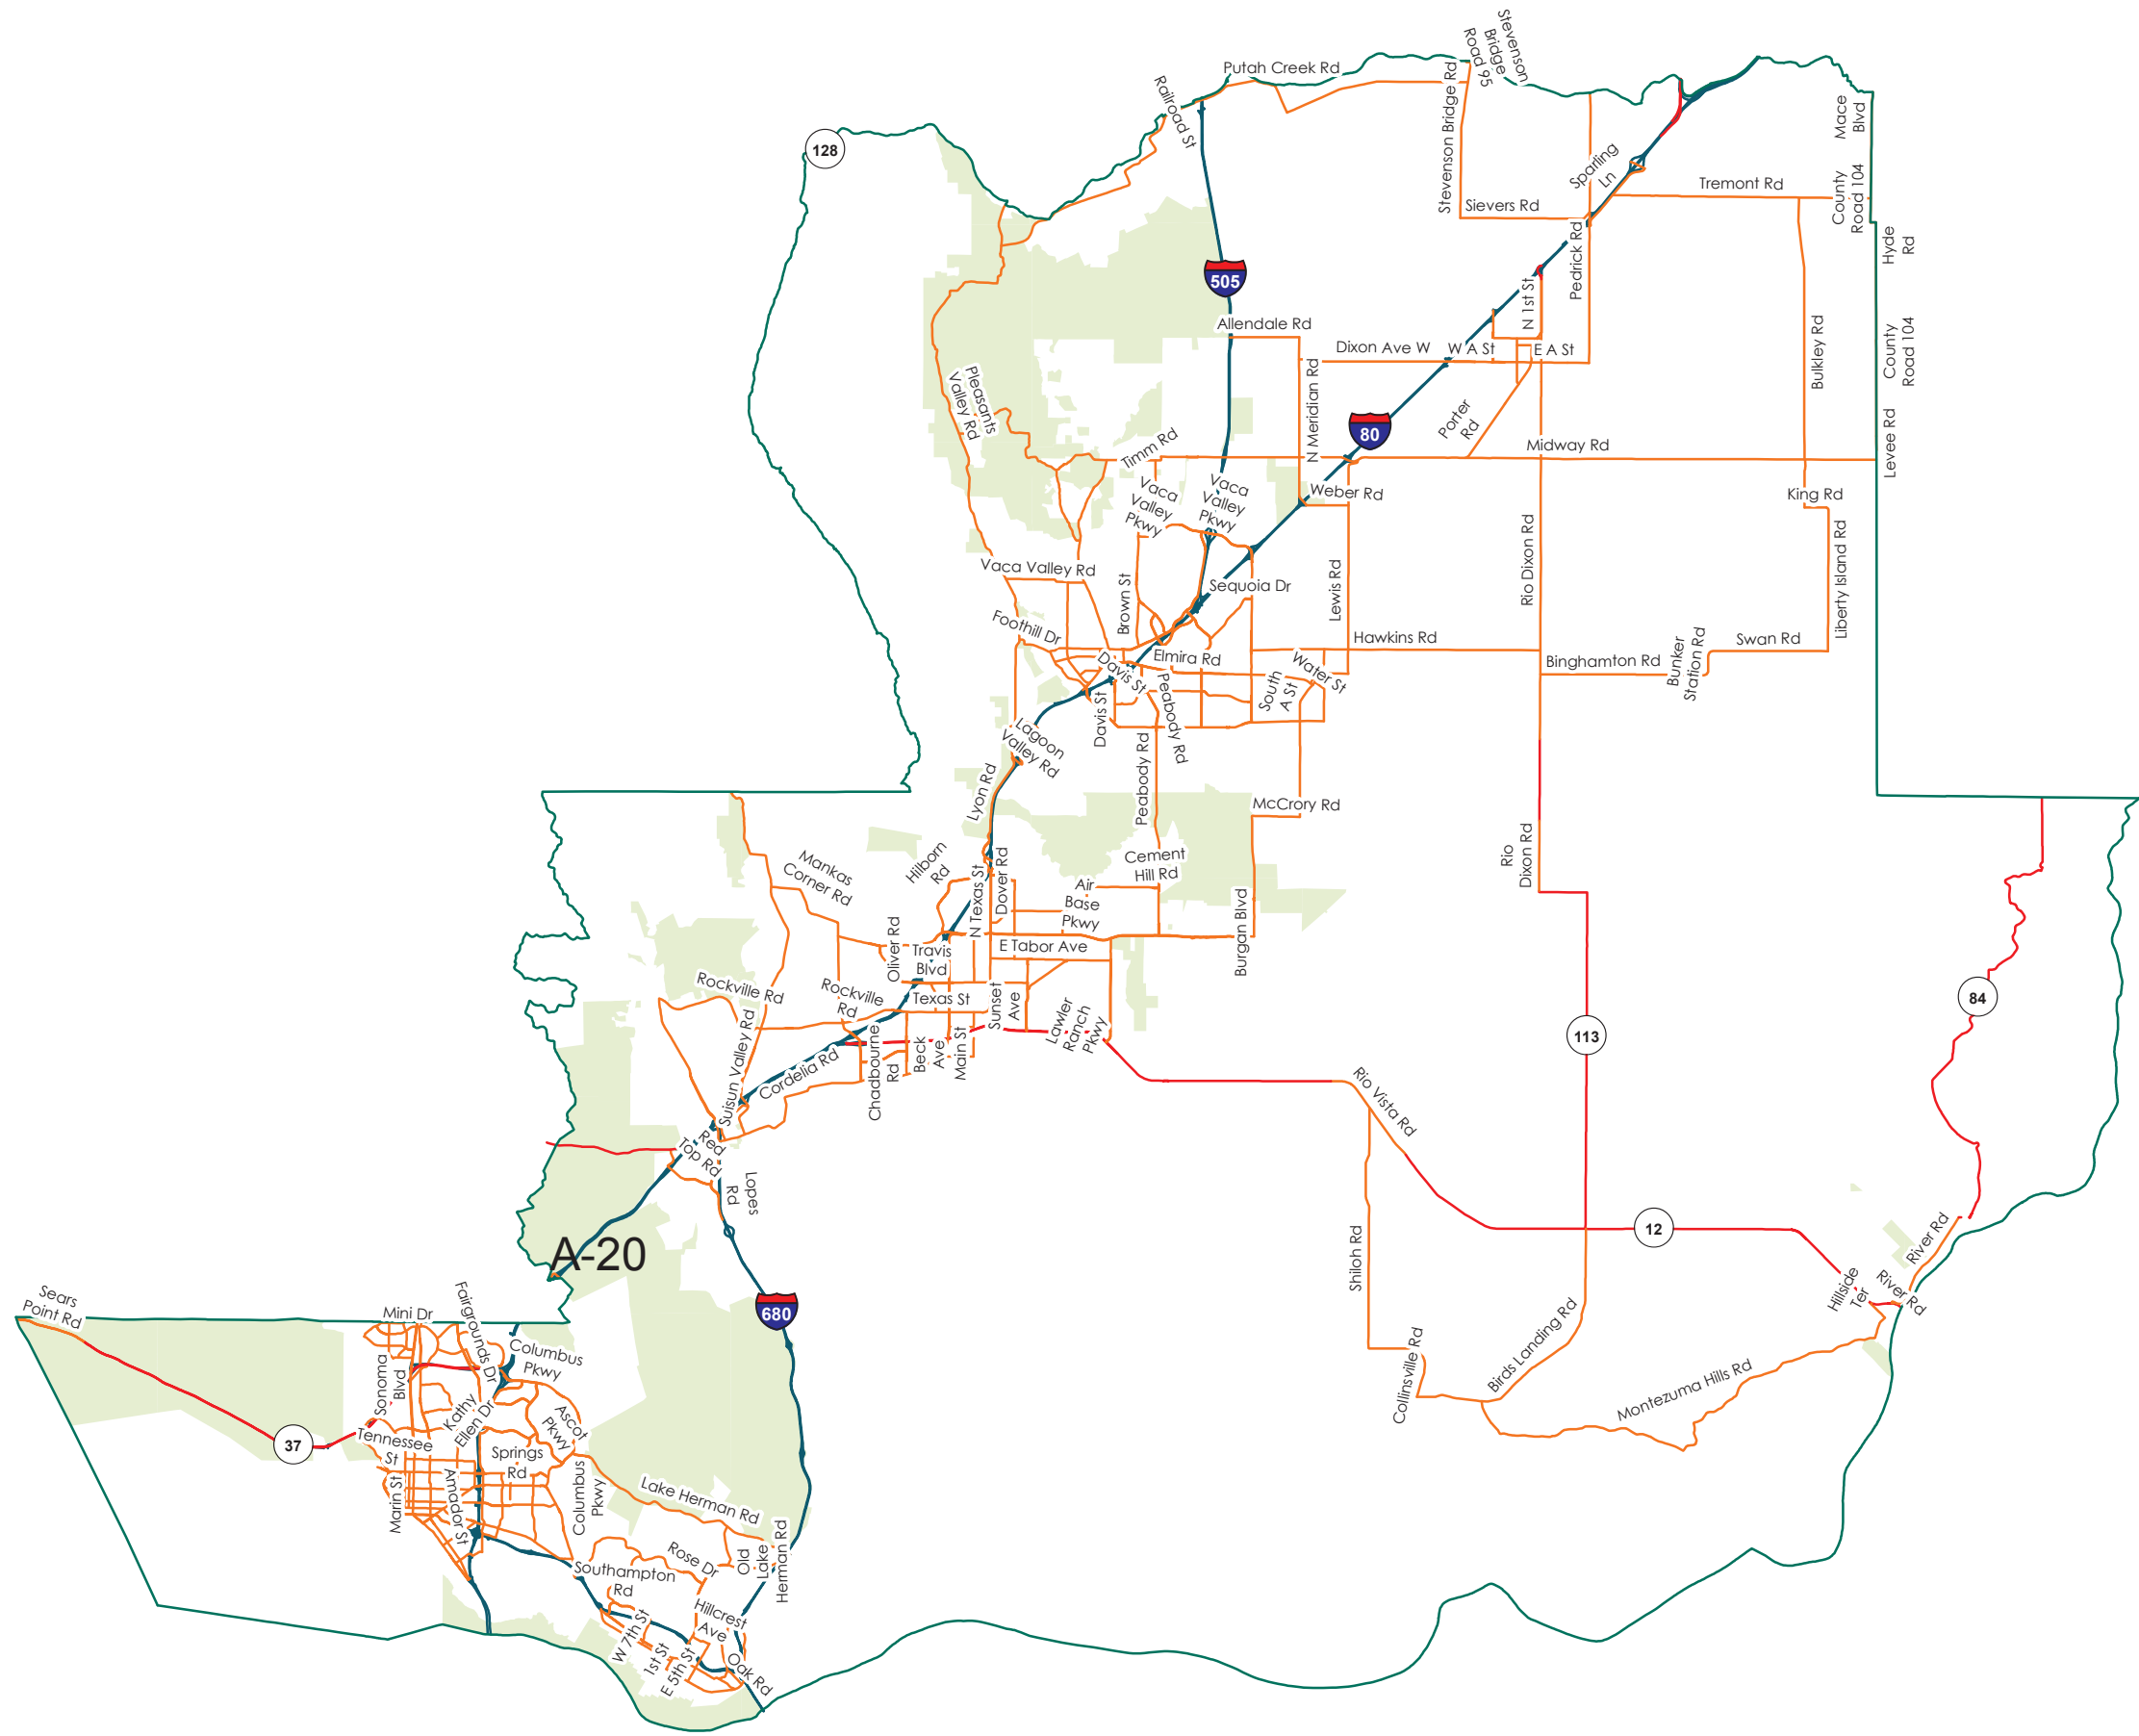 Stevenson
Bridge
Road 95
Putah Creek Rd
Railroad St
Stevenson Bridge Rd
Mace
Blvd
128
Sparling
Ln
Tremont Rd
County
Road 104
Sievers Rd
Pedrick Rd
Hyde
Rd
505
N 1st St
Allendale Rd
Dixon Ave W
W A St
E A St
Bulkley Rd
County
Road 104
Pleasants
Valley Rd
N Meridian Rd
80
Porter
Rd
Timm Rd
Midway Rd
Levee Rd
Vaca
Valley
Pkwy
Vaca
Valley
Pkwy
Weber Rd
King Rd
Vaca Valley Rd
Brown St
Sequoia Dr
Lewis Rd
Rio Dixon Rd
Liberty Island Rd
Foothill Dr
Hawkins Rd
Swan Rd
Davis St
Elmira Rd
Water St
Binghamton Rd
Bunker
Station Rd
South
A St
Davis St
Peabody Rd
Lagoon
Valley Rd
Peabody Rd
Lyon Rd
McCrory Rd
Mankas
Corner Rd
Hilborn
Rd
Dover Rd
Cement
Hill Rd
Rio
Dixon Rd
N Texas St
Air
Base
Pkwy
Burgan Blvd
Oliver Rd
Travis
Blvd
E Tabor Ave
Rockville Rd
Rockville
Rd
Texas St
Sunset
Ave
Lawler
Ranch
Pkwy
84
Suisun Valley Rd
113
Cordelia Rd
Chadbourne
Rd
Beck
Ave
Main St
Rio Vista Rd
Red
Top Rd
Lopes
Rd
A-20
Shiloh Rd
12
River Rd
Hillside
Ter
River Rd
680
Sears
Point Rd
Mini Dr
Fairgrounds Dr
Columbus
Pkwy
Sonoma
Blvd
Kathy
Ellen Dr
Ascot
Pkwy
Collinsville Rd
Birds Landing Rd
Montezuma Hills Rd
37
Tennessee
St
Springs
Rd
Marin St
Amador St
Columbus
Pkwy
Lake Herman Rd
Rose Dr
Old
Lake
Herman Rd
Southampton
Rd
Hillcrest
Ave
W 7th St
1st St
E 5th St
Oak Rd